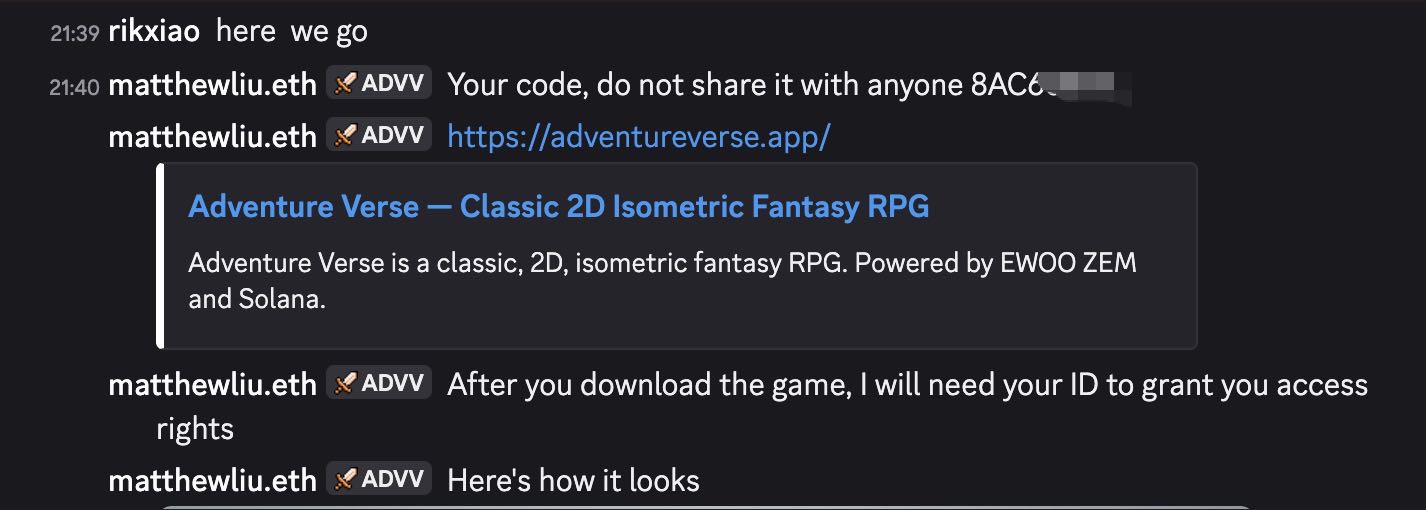 21:39 rikxiao here we go
21:40 matthewliu.eth ADVV Your code, do not share it with anyone
matthewliu.eth ADVV https://adventureverse.app/
Adventure Verse — Classic 2D Isometric Fantasy RPG
Adventure Verse is a classic, 2D, isometric fantasy RPG. Powered by EWOO ZEM
and Solana.
matthewliu.eth ADVV After you download the game, I will need your ID to grant you access
rights
matthewliu.eth ADVV Here's how it looks